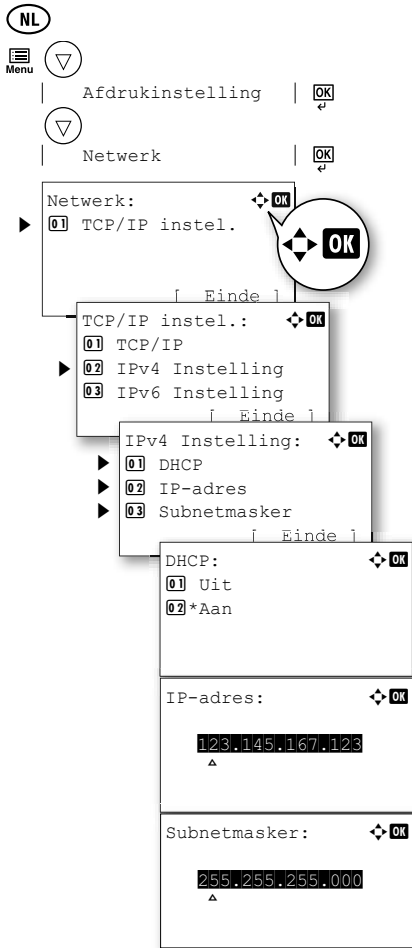 NL
Menu
Afdrukinstelling OK
Netwerk OK
Netwerk: OK
01 TCP/IP instel.
OK
[ Einde ]
TCP/IP instel.: OK
01 TCP/IP
02 IPv4 Instelling
03 IPv6 Instelling
[ Einde ]
IPv4 Instelling: OK
01 DHCP
02 IP-adres
03 Subnetmasker
[ Einde ]
DHCP: OK
01 Uit
02 *Aan
IP-adres: OK
123.145.167.123
Subnetmasker: OK
255.255.255.000